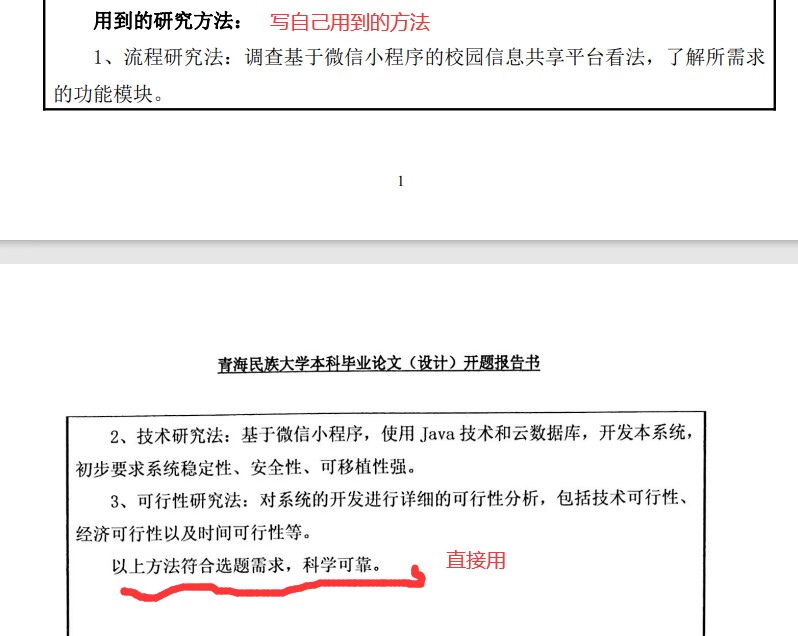 用到的研究方法： 写自己用到的方法
1、流程研究法：调查基于微信小程序的校园信息共享平台看法，了解所需求
的功能模块。
1
青海民族大学本科毕业论文（设计）开题报告书
2、技术研究法：基于微信小程序，使用 Java 技术和云数据库，开发本系统，
初步要求系统稳定性、安全性、可移植性强。
3、可行性研究法：对系统的开发进行详细的可行性分析，包括技术可行性、
经济可行性以及时间可行性等。
以上方法符合选题需求，科学可靠。 直接用